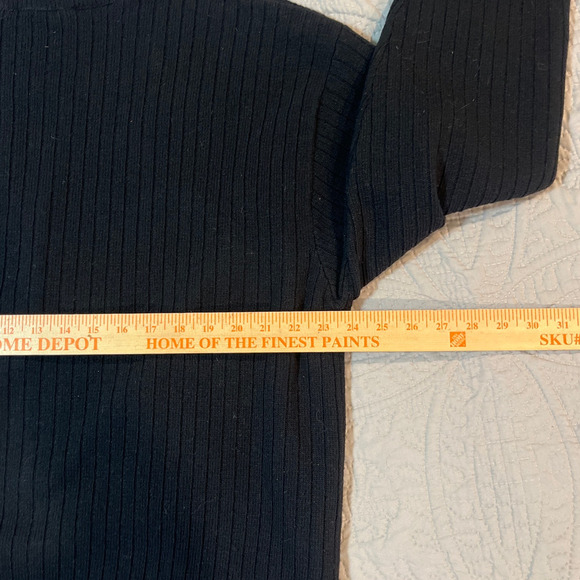 12 13 14 15 16 17 18 19 20 21 22 23 24 25 26 27 28 29 30 31
OME DEPOT HOME OF THE FINEST PAINTS SKU#